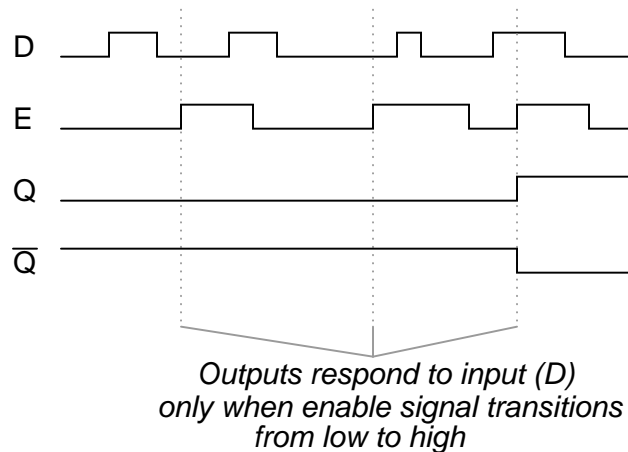 D
E
Q
Q̅
Outputs respond to input (D)
only when enable signal transitions
from low to high